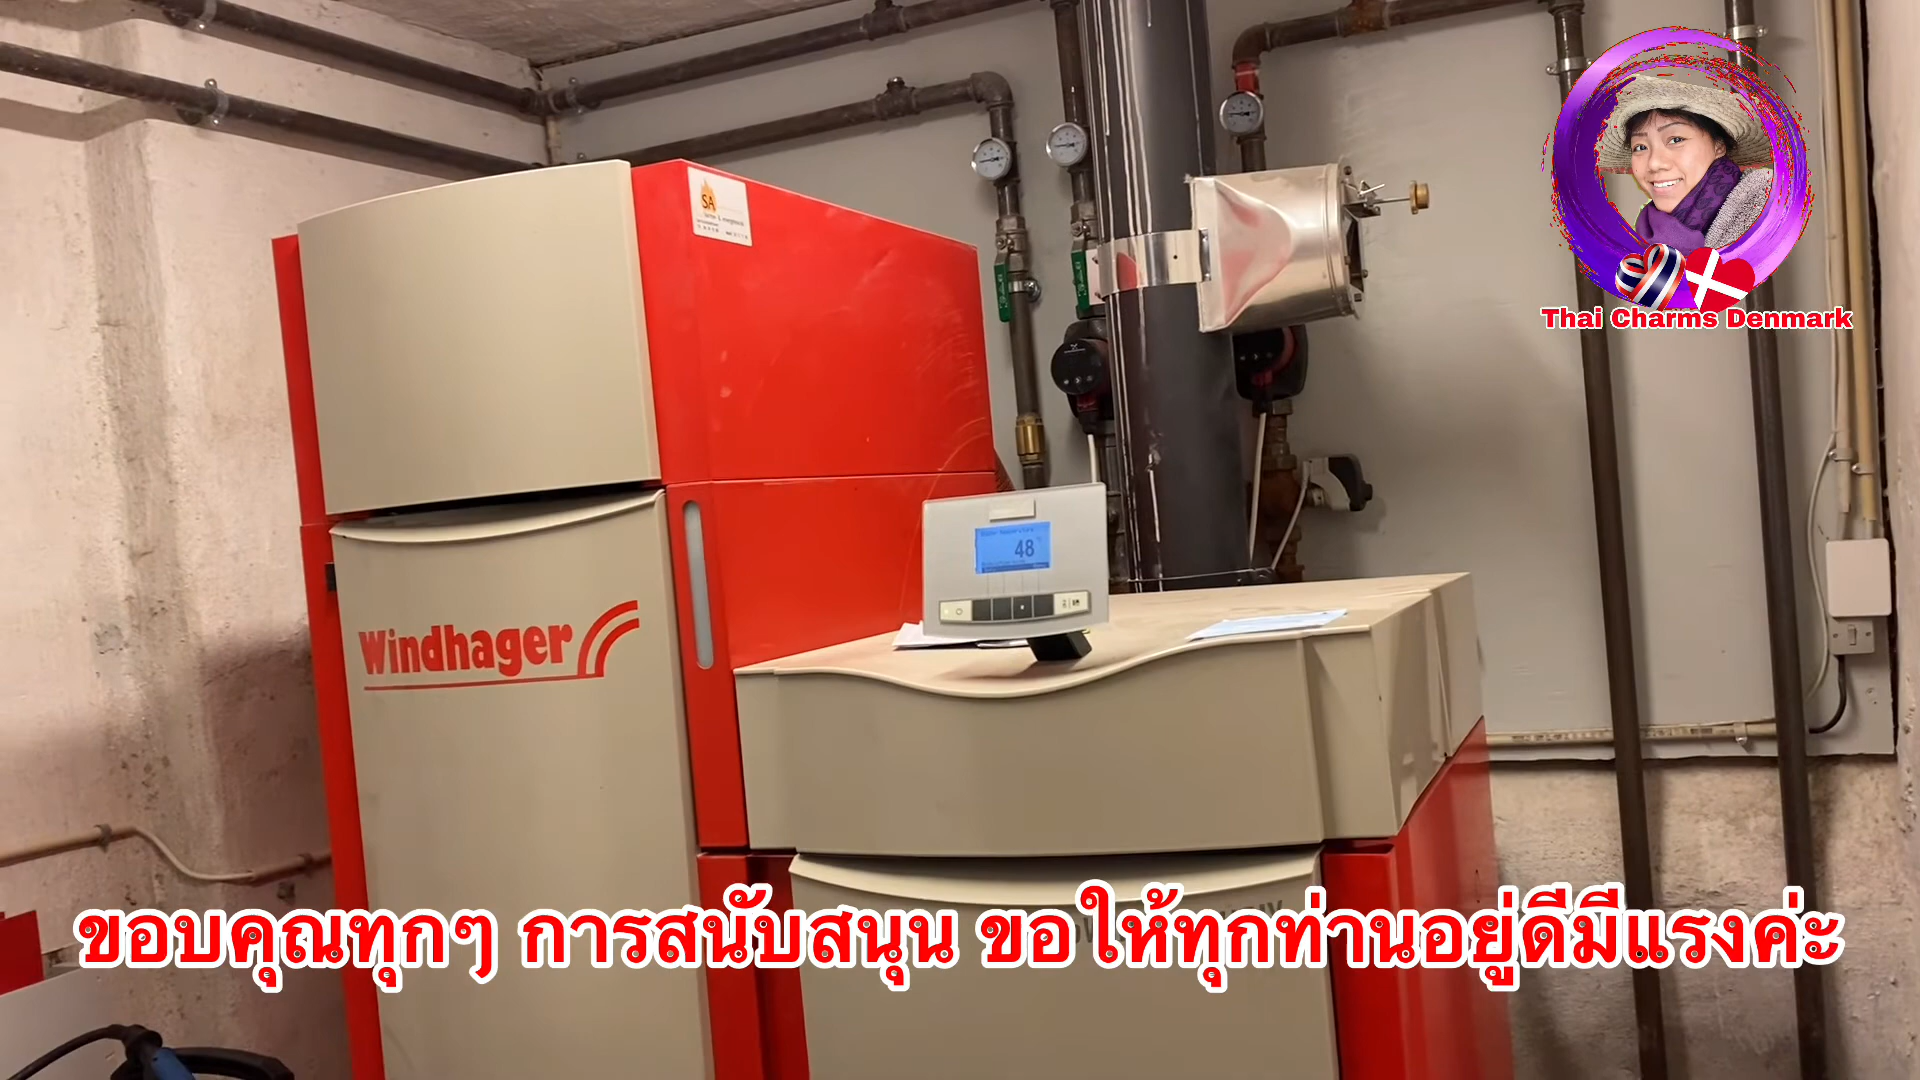 SA
Thai Charms Denmark
48
Windhager
ขอบคุณทุกๆ การสนับสนุน ขอให้ทุกท่านอยู่ดีมีแรงค่ะ